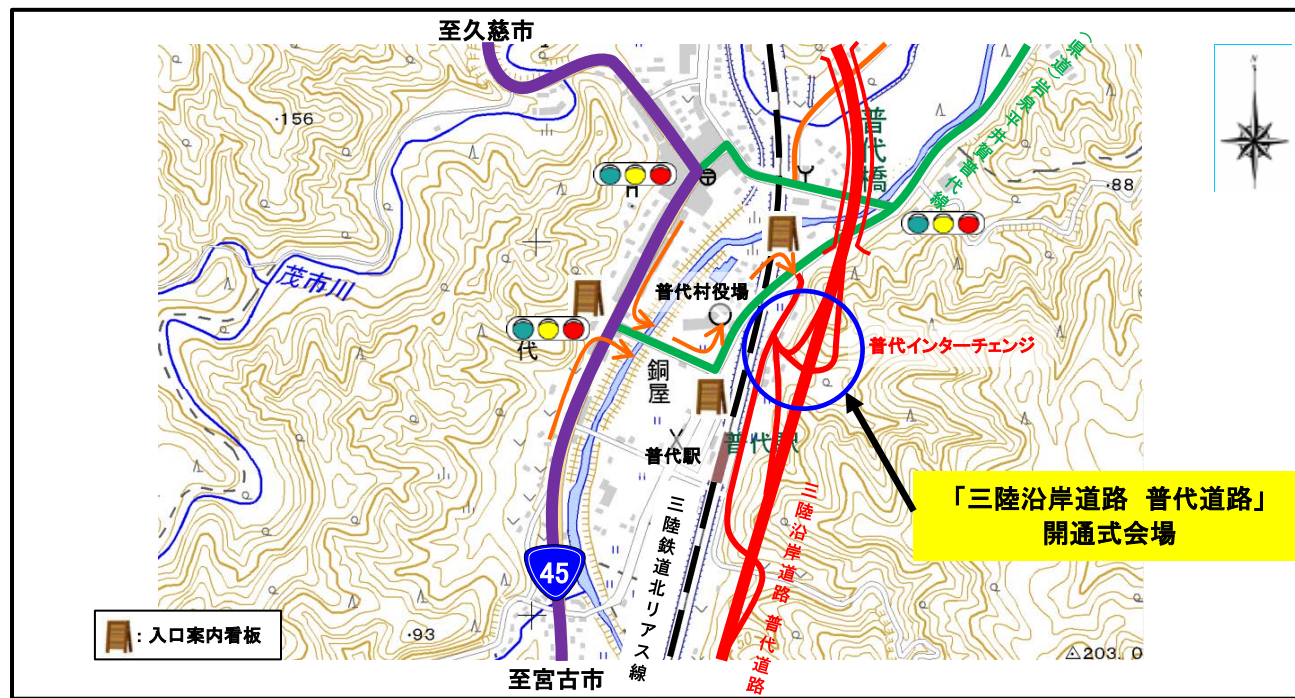 至久慈市
N
・156
普代橋
(県道)岩泉平井賀普代線
・88
茂市川
普代村役場
代
普代インターチェンジ
銅屋
普代駅
普代駅
「三陸沿岸道路 普代道路」
開通式会場
三陸鉄道北リアス線
三陸沿岸道路 普代道路
45
:入口案内看板
・93
50
△203.0
至宮古市